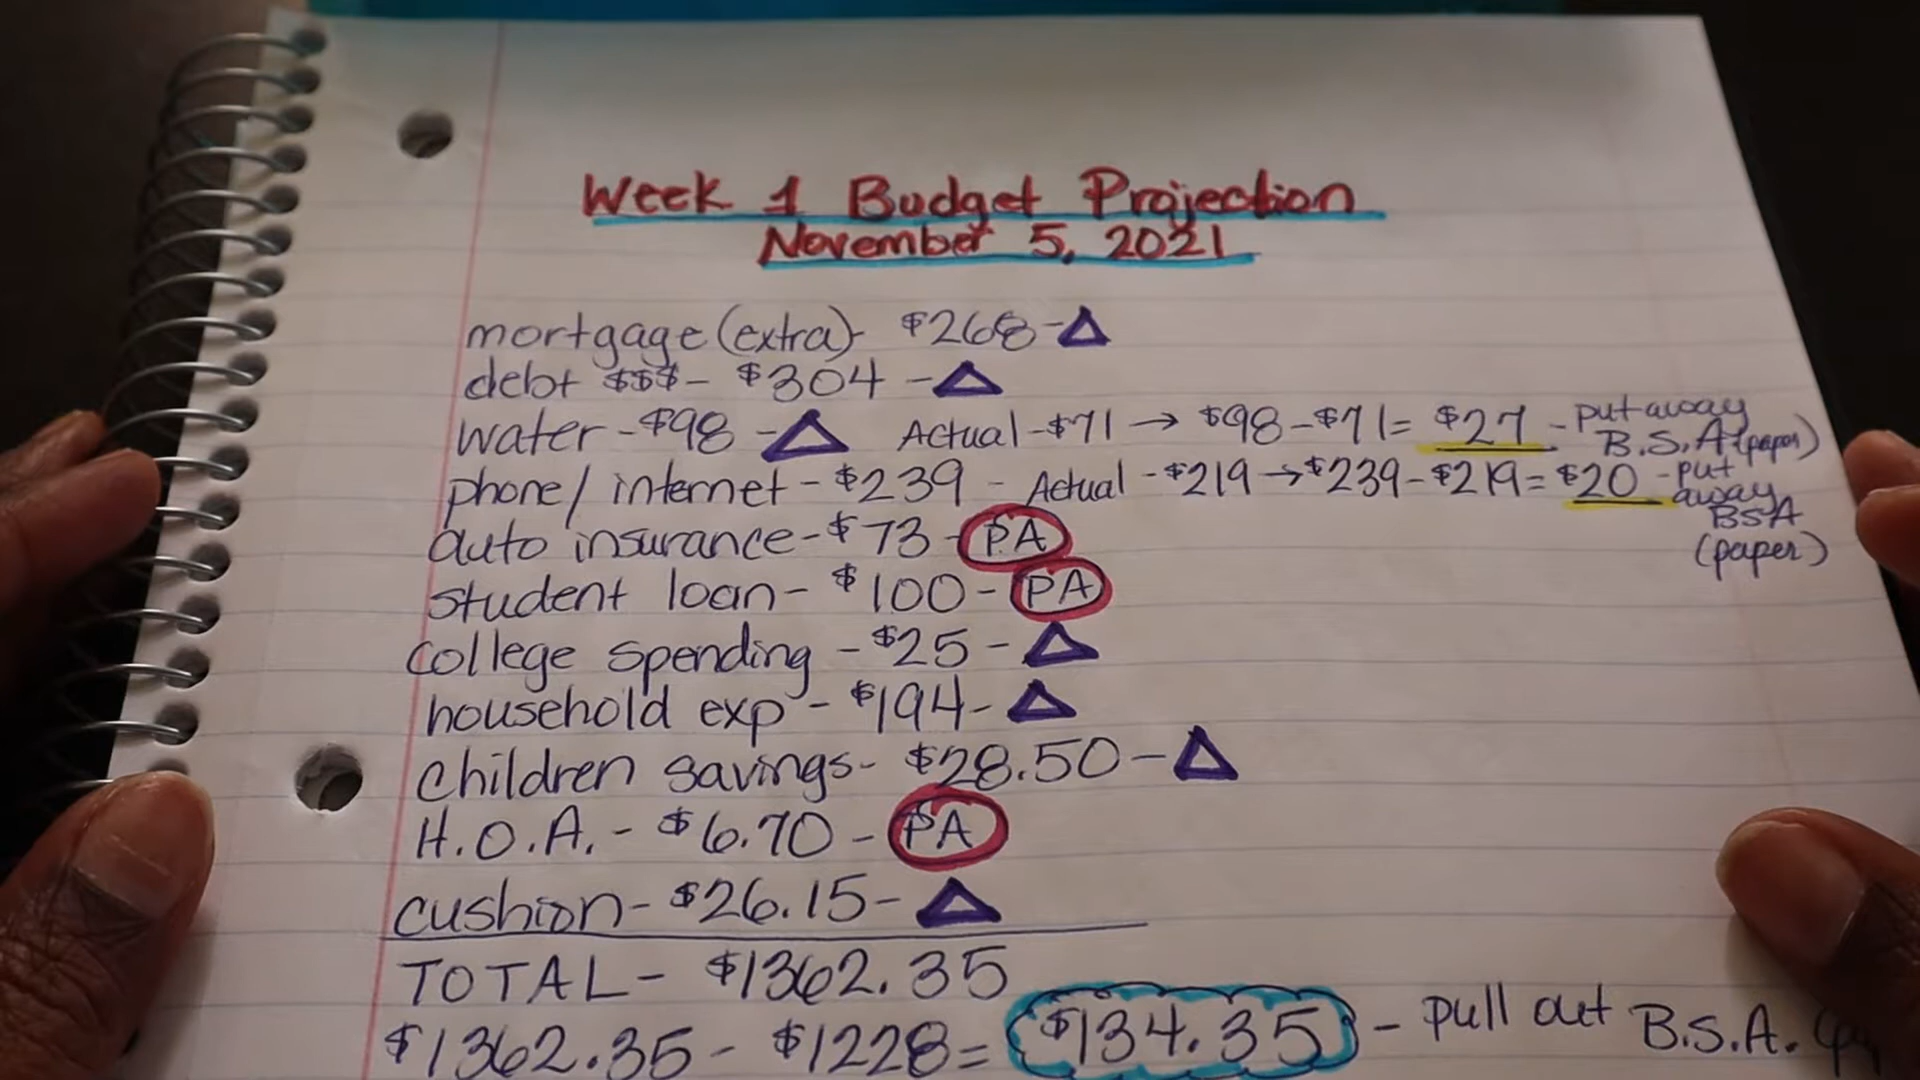 Week 1 Budget Projection
November 5, 2021
mortgage (extra) - $268 - Δ
debt $$$ - $304 - Δ
water - $98 - Δ Actual - $71 → $98 - $71 = $27 - put away
B.S.A (paper)
phone / internet - $239 - Actual - $219 → $239 - $219 = $20 - put
away
BSA
(paper)
auto insurance - $73 - PA
student loan - $100 - PA
college spending - $25 - Δ
household exp - $194 - Δ
children savings - $28.50 - Δ
H.O.A. - $6.70 - PA
cushion - $26.15 - Δ
TOTAL - $1362.35
$1362.35 - $1228 = $134.35 - pull out B.S.A.